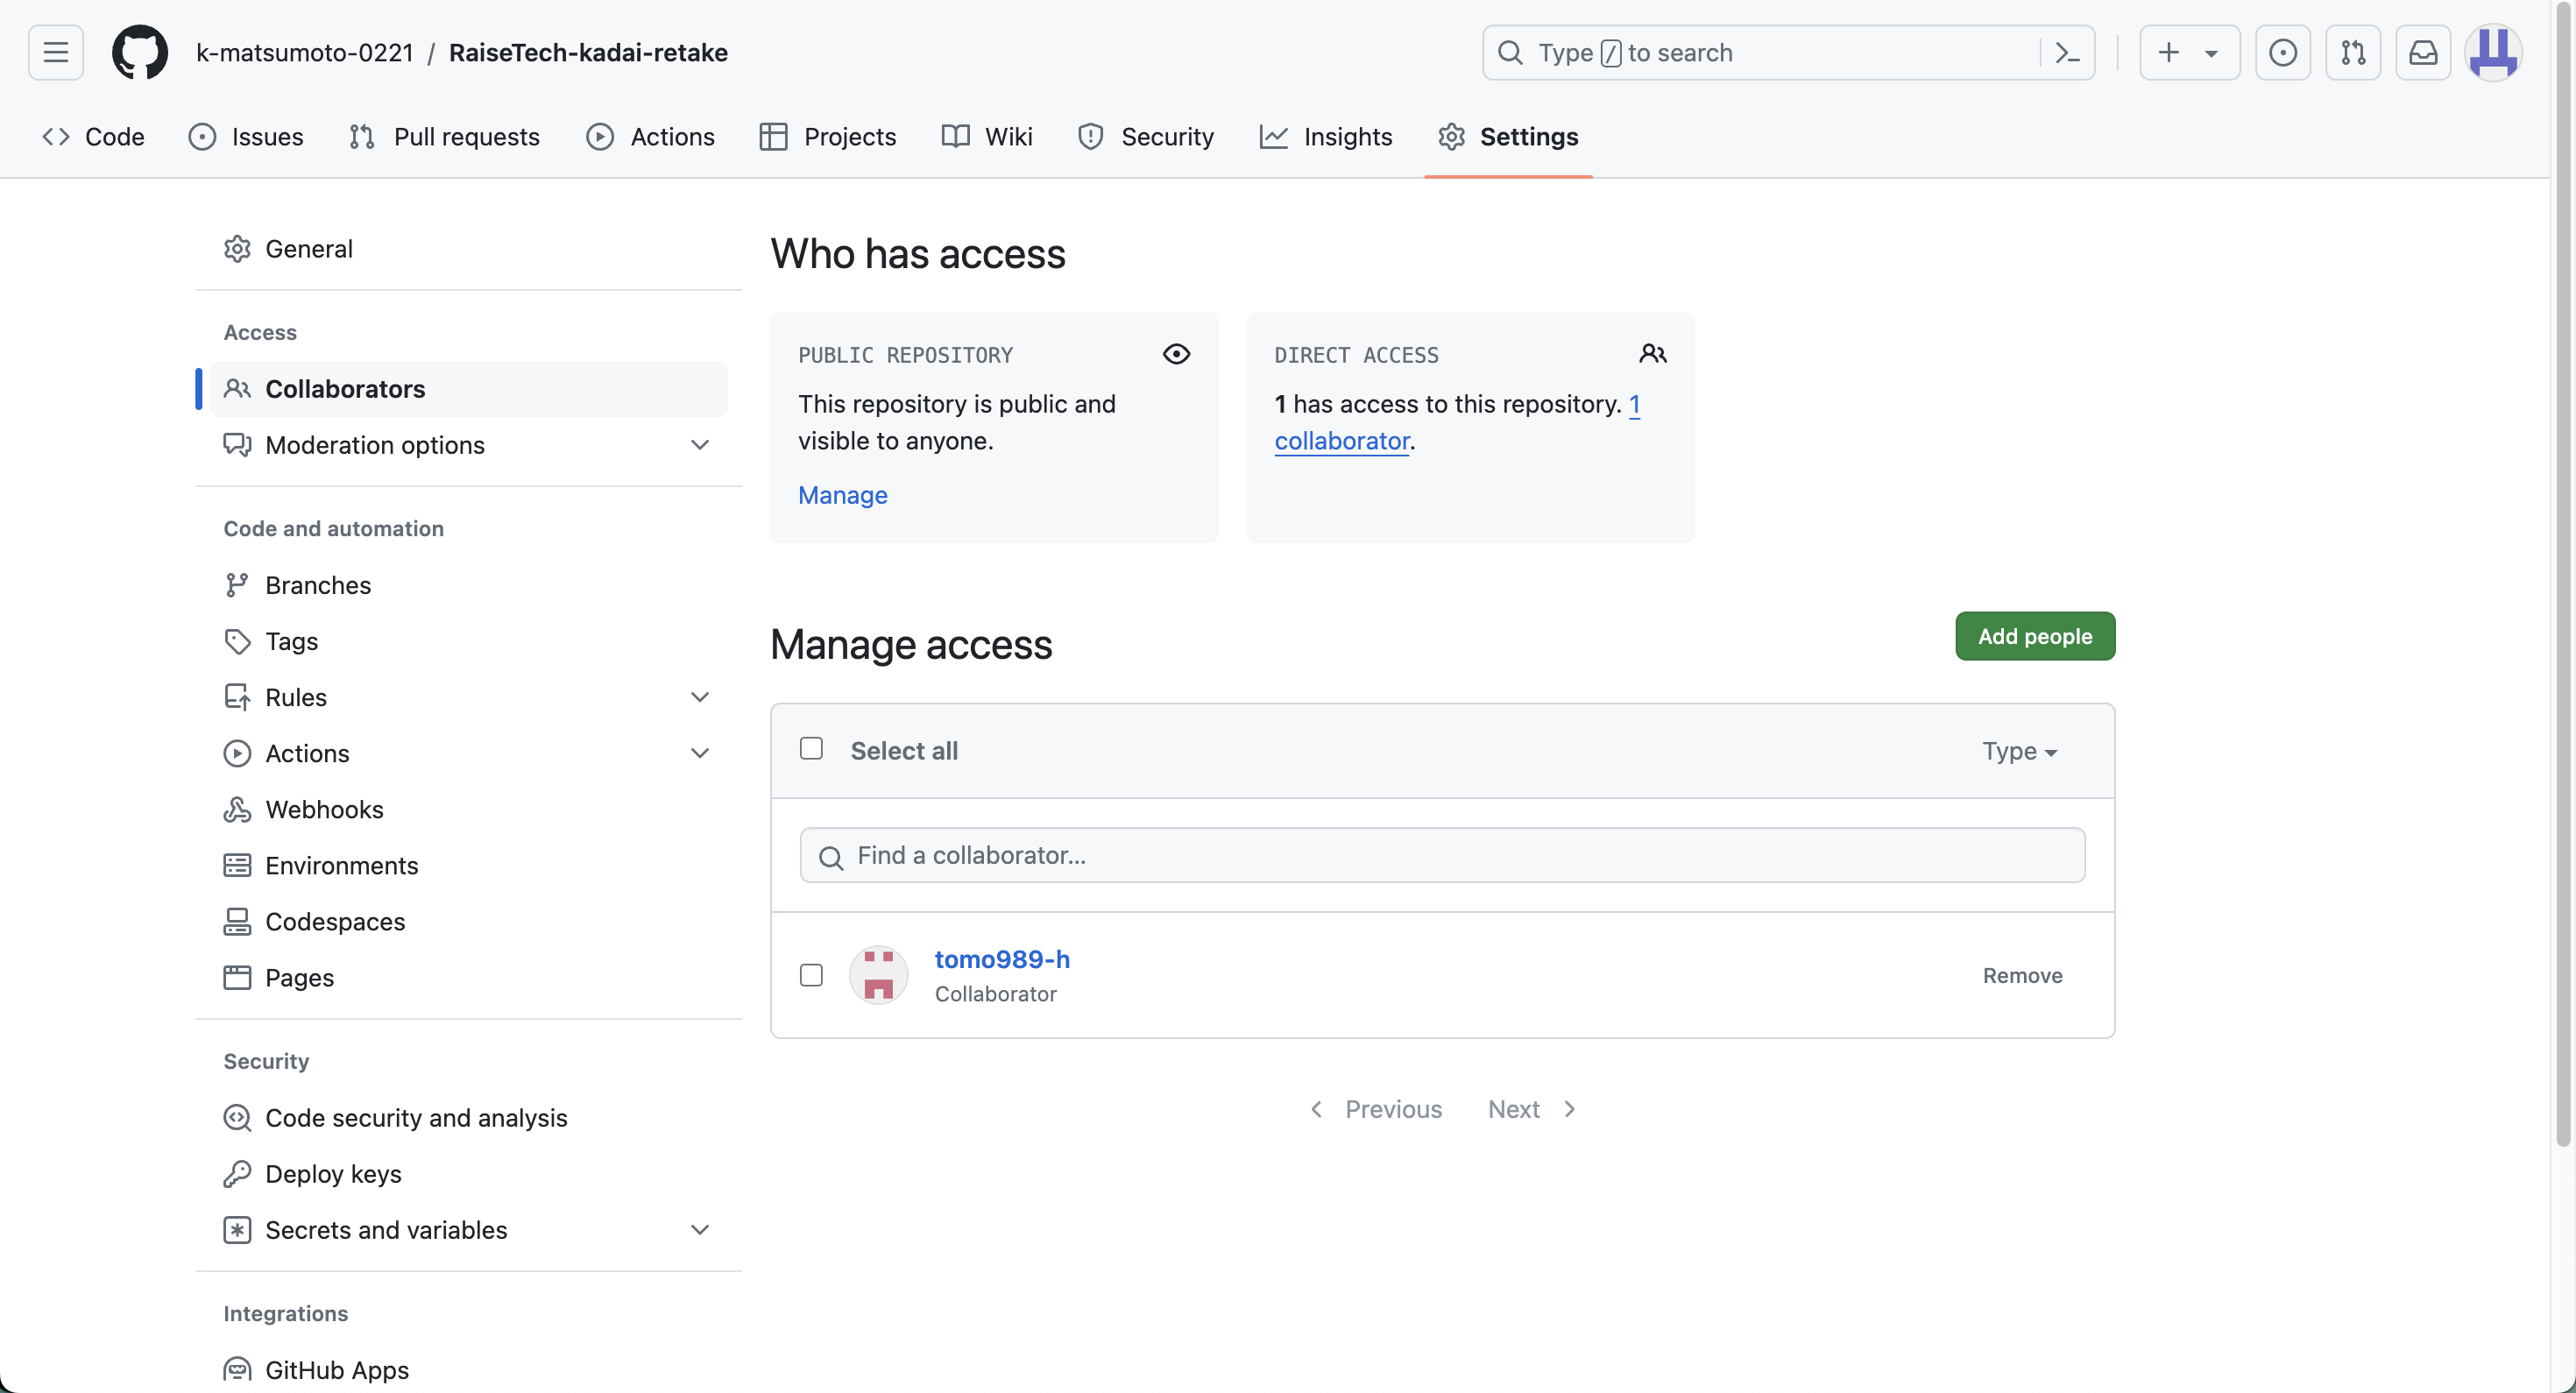 k-matsumoto-0221 / RaiseTech-kadai-retake
Type / to search
Code
Issues
Pull requests
Actions
Projects
Wiki
Security
Insights
Settings
General
Access
Collaborators
Moderation options
Code and automation
Branches
Tags
Rules
Actions
Webhooks
Environments
Codespaces
Pages
Security
Code security and analysis
Deploy keys
Secrets and variables
Integrations
GitHub Apps
Who has access
PUBLIC REPOSITORY
This repository is public and
visible to anyone.
Manage
DIRECT ACCESS
1 has access to this repository. 1
collaborator.
Manage access
Add people
Select all
Type
Find a collaborator...
tomo989-h
Collaborator
Remove
Previous
Next